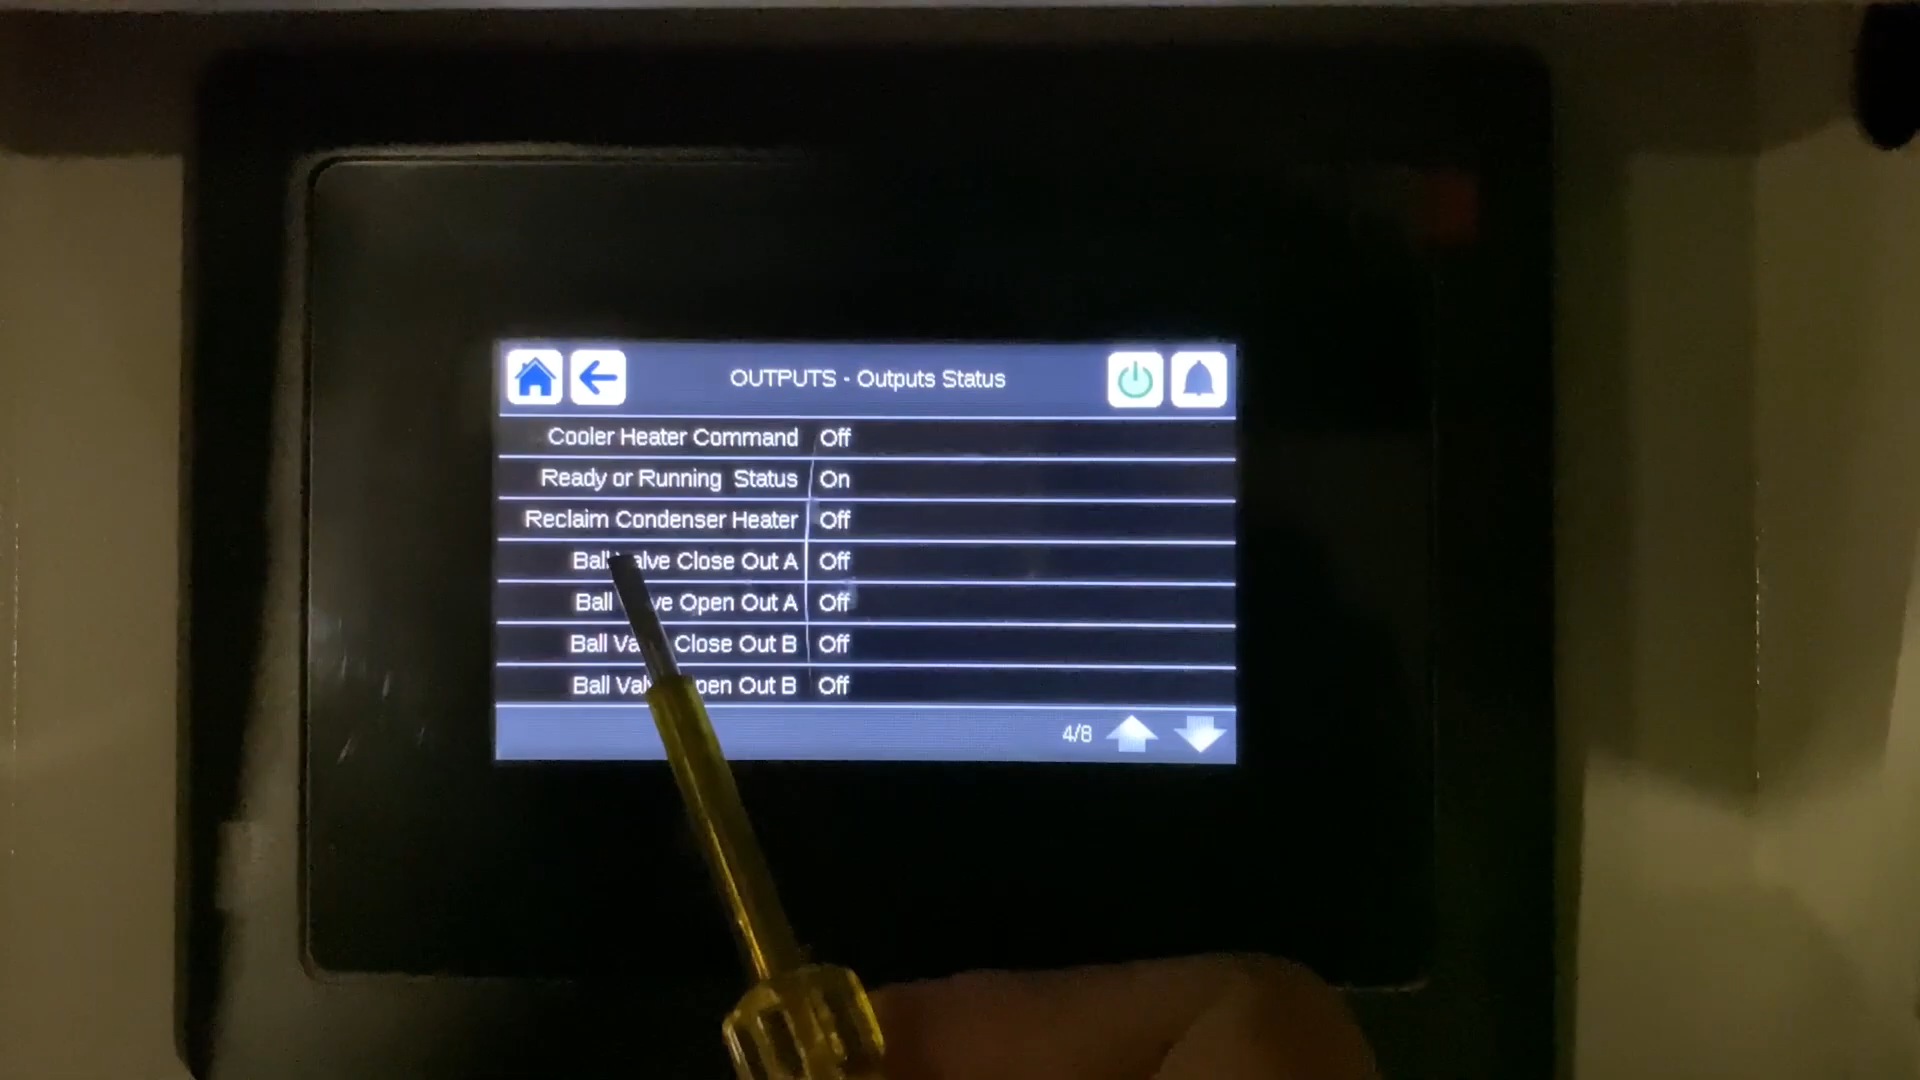 OUTPUTS - Outputs Status
Cooler Heater Command Off
Ready or Running Status On
Reclaim Condenser Heater Off
Ball Valve Close Out A Off
Ball Valve Open Out A Off
Ball Valve Close Out B Off
Ball Valve Open Out B Off
4/8